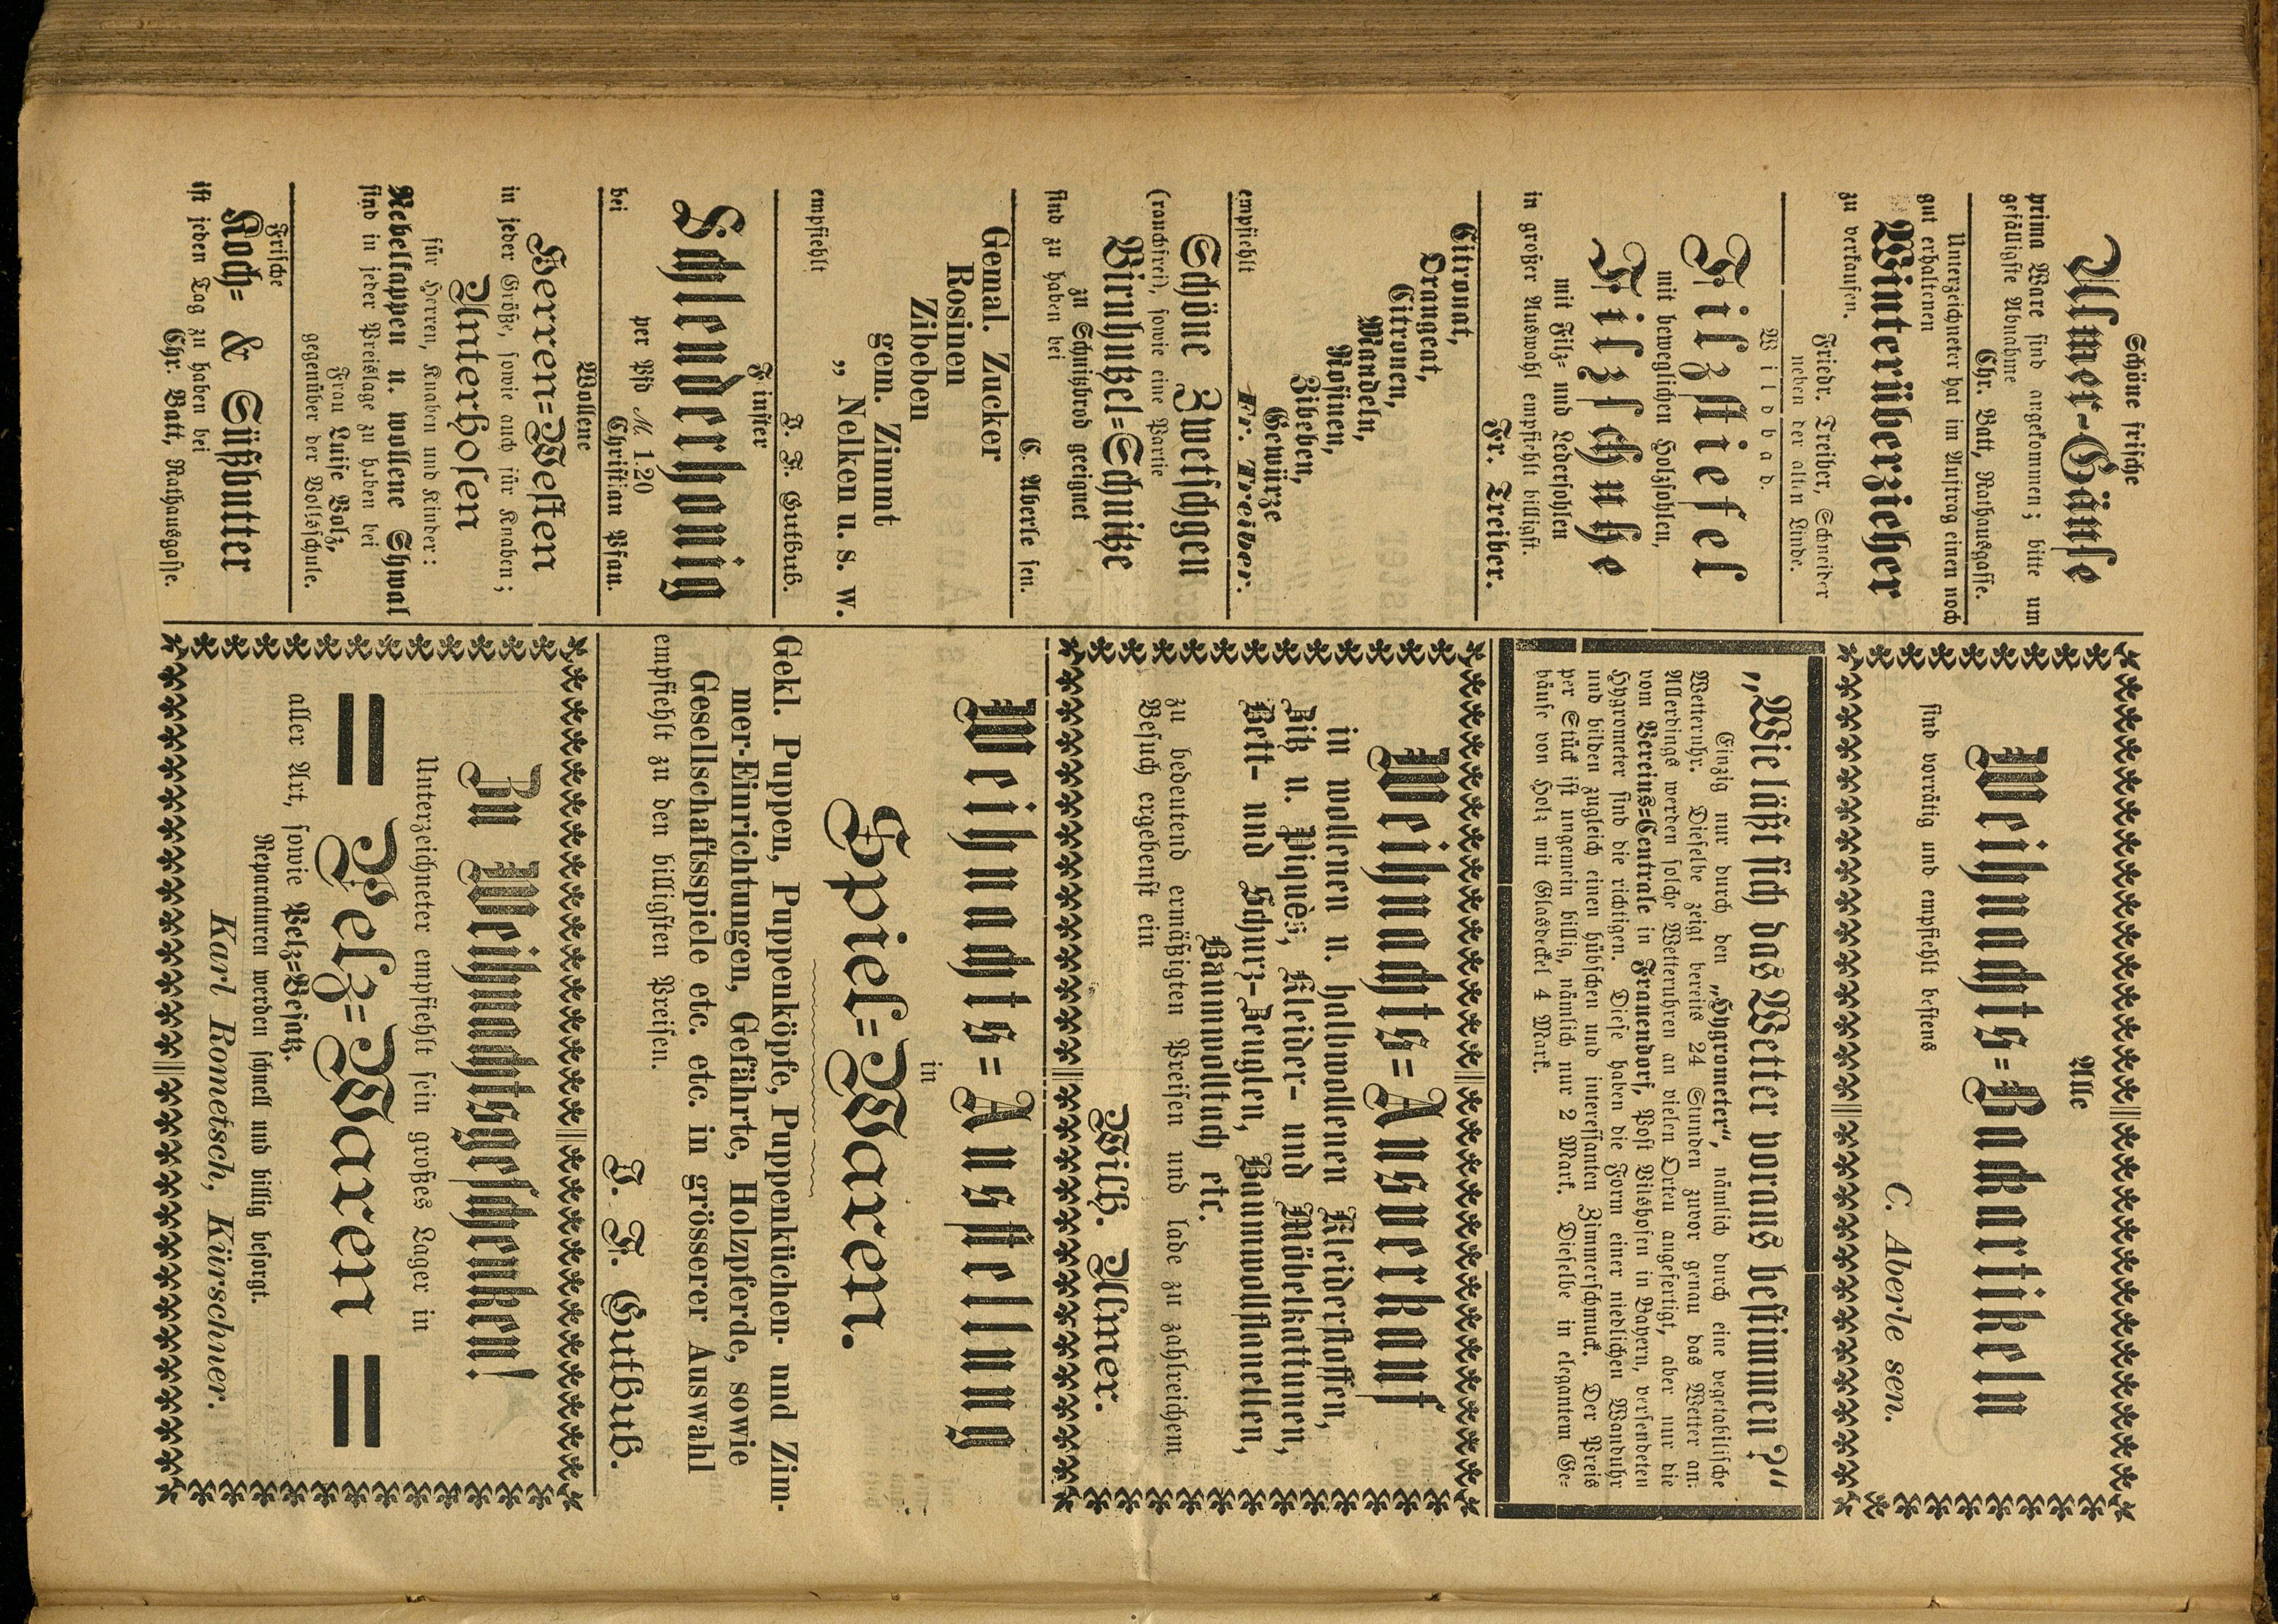 Schöne frische
Ulmer-Gänse
prima Ware sind angekommen; bitte um
gefälligste Abnahme
Chr. Batt, Rathausgasse.
Unterzeichneter hat im Auftrag einen noch
gut erhaltenen
Winterüberzieher
zu verkaufen.
Friedr. Treiber, Schneider
neben der alten Linde.
Wildbad.
Filzstiefel
mit beweglichen Holzsohlen,
Filzschuhe
mit Filz- und Ledersohlen
in großer Auswahl empfiehlt billigst.
Fr. Treiber.
Citronat,
Orangeat,
Citronen,
Mandeln,
Rosinen,
Zibeben,
Gewürze
empfiehlt
Fr. Treiber.
Schöne Zwetschgen
(rauchfrei), sowie eine Partie
Birnhutzel=Schnitze
zu Schnitzbrod geeignet
sind zu haben bei
C. Aberle sen.
Gemal. Zucker
Rosinen
Zibeben
gem. Zimmt
„ Nelken u. s. w.
empfiehlt
J. F. Gutbub.
Feinster
Schlenderhonig
per Pfd M. 1.20
bei
Christian Pfau.
Wollene
Herren=Westen
in jeder Größe, sowie auch für Knaben;
Unterhosen
für Herren, Knaben und Kinder:
Nebelkappen u. wollene Shwal
sind in jeder Preislage zu haben bei
Frau Luise Bolz,
gegenüber der Volksschule.
Frische
Koch= & Süßbutter
ist jeden Tag zu haben bei
Chr. Batt, Rathausgasse.
Alle
Weihnachts=Backartikeln
sind vorätig und empfiehlt bestens
C. Aberle sen.
„Wie läßt sich das Wetter voraus bestimmen?“
Einzig nur durch den „Hygrometer“, nämlich durch eine vegetabilische
Wetteruhr. Dieselbe zeigt bereits 24 Stunden zuvor genau das Wetter an.
Allerdings werden solche Wetteruhren an vielen Orten angefertigt, aber nur die
vom Vereins=Centrale in Frauendorf, Post Vilshofen in Bayern, versendeten
Hygrometer sind die richtigen. Diese haben die Form einer niedlichen Wanduhr
und bilden zugleich einen hübschen und interessanten Zimmerschmuck. Der Preis
per Stück ist ungemein billig, nämlich nur 2 Mark. Dieselbe in elegantem Ge=
häuse von Holz mit Glasdeckel 4 Mark.
Weihnachts=Ausverkauf
in wollenen u. halbwollenen Kleiderstoffen,
Zitz u. Piquès, Kleider- und Möbelkattunen,
Bett- und Schurz-Zeuglen, Baumwollflanellen,
Baumwolltuch etc.
zu bedeutend ermäßigten Preisen und lade zu zahlreichem
Besuch ergebenst ein
Wilh. Ulmer.
Weihnachts=Ausstellung
in
Spiel=Waren.
Gekl. Puppen, Puppenköpfe, Puppenküchen- und Zim-
mer-Einrichtungen, Gefährte, Holzpferde, sowie
Gesellschaftsspiele etc. etc. in grösserer Auswahl
empfiehlt zu den billigsten Preisen.
J. F. Gutbub.
Zu Weihnachtsgeschenken!
Unterzeichneter empfiehlt sein großes Lager in
= Pelz=Waren =
aller Art, sowie Pelz=Besatz.
Reparaturen werden schnell und billig besorgt.
Karl Rometsch, Kürschner.